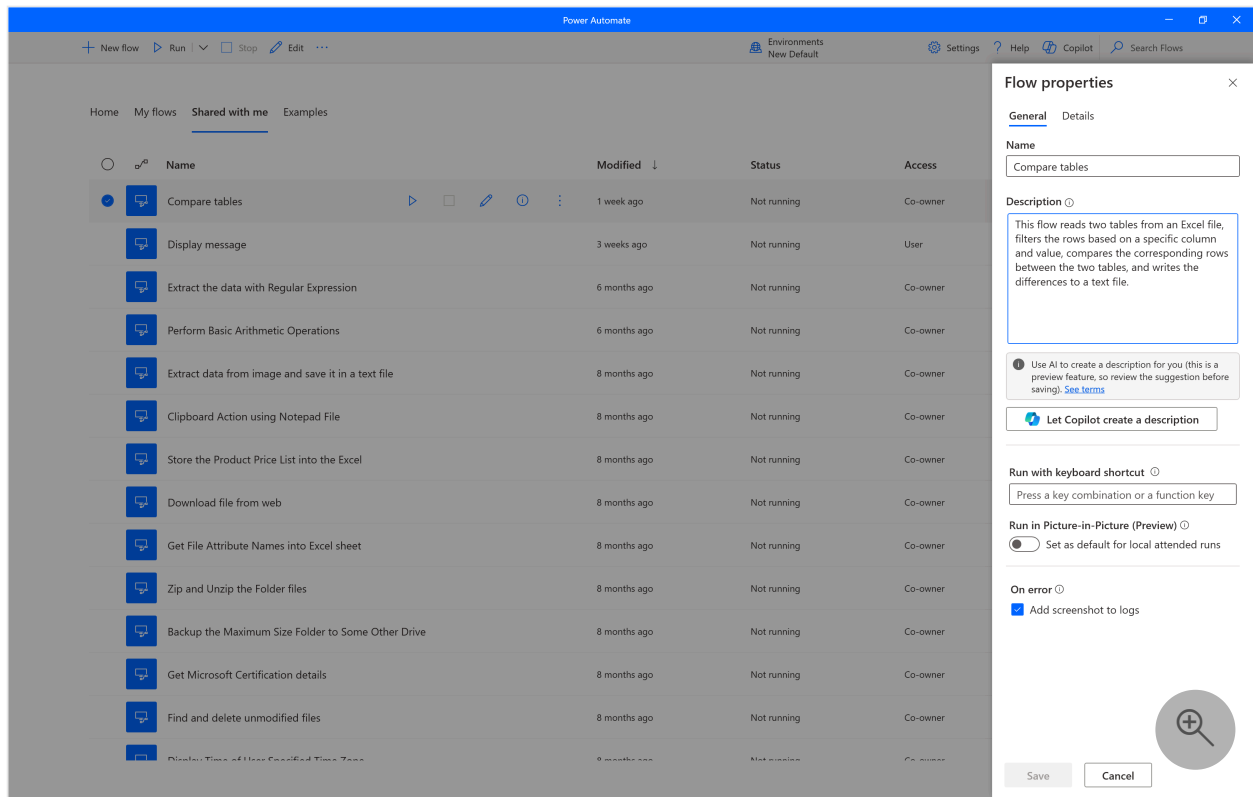 Power Automate
New flow Run Stop Edit ...
Environments
New Default
Settings ? Help Copilot Search Flows
Home My flows Shared with me Examples
Name Modified ↓ Status Access
Compare tables 1 week ago Not running Co-owner
Display message 3 weeks ago Not running User
Extract the data with Regular Expression 6 months ago Not running Co-owner
Perform Basic Arithmetic Operations 6 months ago Not running Co-owner
Extract data from image and save it in a text file 8 months ago Not running Co-owner
Clipboard Action using Notepad File 8 months ago Not running Co-owner
Store the Product Price List into the Excel 8 months ago Not running Co-owner
Download file from web 8 months ago Not running Co-owner
Get File Attribute Names into Excel sheet 8 months ago Not running Co-owner
Zip and Unzip the Folder files 8 months ago Not running Co-owner
Backup the Maximum Size Folder to Some Other Drive 8 months ago Not running Co-owner
Get Microsoft Certification details 8 months ago Not running Co-owner
Find and delete unmodified files 8 months ago Not running Co-owner
Display Time of User Specified Time Zone 8 months ago Not running Co-owner
Flow properties
General Details
Name
Compare tables
Description
This flow reads two tables from an Excel file,
filters the rows based on a specific column
and value, compares the corresponding rows
between the two tables, and writes the
differences to a text file.
Use AI to create a description for you (this is a
preview feature, so review the suggestion before
saving). See terms
Let Copilot create a description
Run with keyboard shortcut
Press a key combination or a function key
Run in Picture-in-Picture (Preview)
Set as default for local attended runs
On error
Add screenshot to logs
Save Cancel